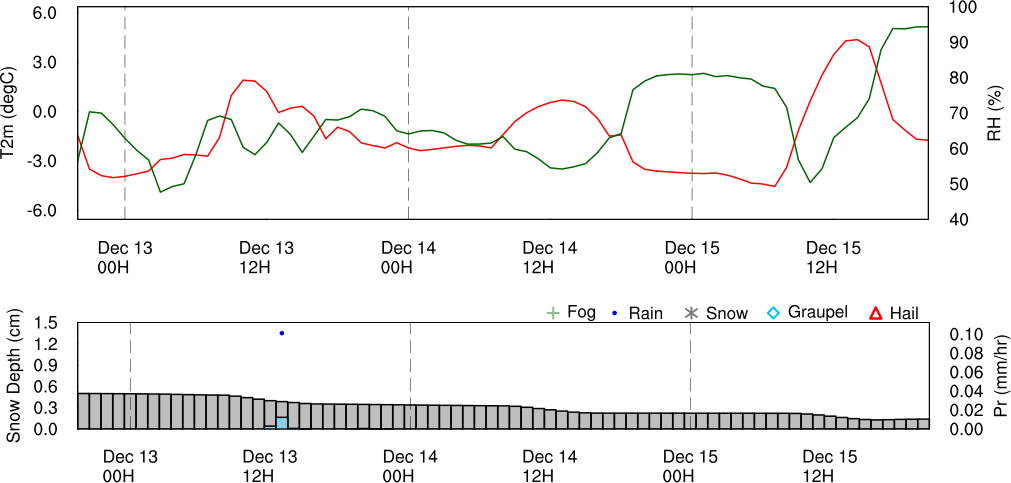 6.0
3.0
0.0
-3.0
-6.0
T2m (degC)
100
90
80
70
60
50
40
RH (%)
Dec 13 Dec 13 Dec 14 Dec 14 Dec 15 Dec 15
00H 12H 00H 12H 00H 12H
Fog Rain Snow Graupel Hail
1.5
1.2
0.9
0.6
0.3
0.0
Snow Depth (cm)
0.10
0.08
0.06
0.04
0.02
0.00
Pr (mm/hr)
Dec 13 Dec 13 Dec 14 Dec 14 Dec 15 Dec 15
00H 12H 00H 12H 00H 12H